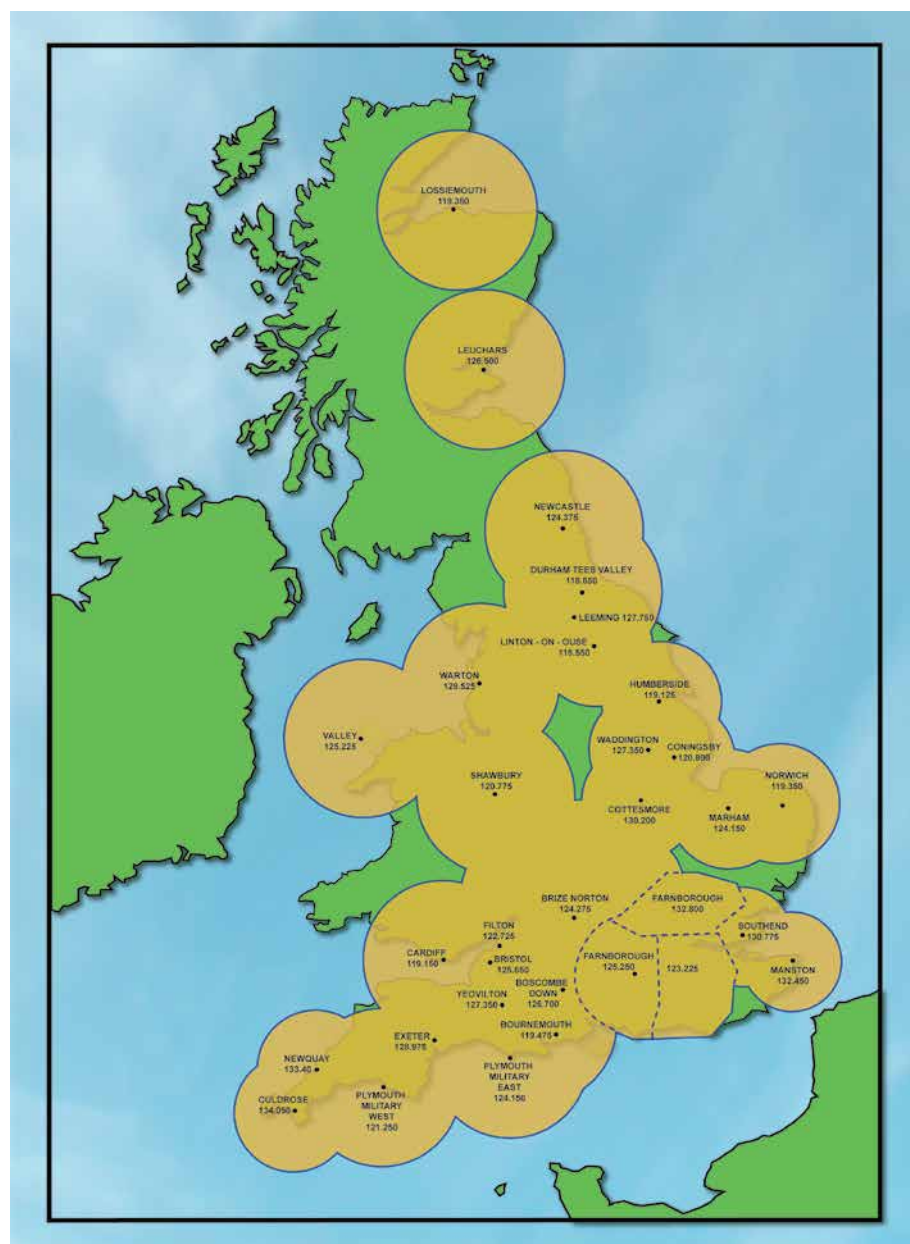 LOSSIEMOUTH
119.350
LEUCHARS
126.500
NEWCASTLE
124.375
DURHAM TEES VALLEY
118.850
LEEMING 127.750
LINTON - ON - OUSE
118.550
WARTON
129.525
HUMBERSIDE
119.125
VALLEY
125.225
WADDINGTON
127.350
CONINGSBY
120.800
SHAWBURY
120.775
NORWICH
119.350
COTTESMORE
130.200
MARHAM
124.150
BRIZE NORTON
124.275
FARNBOROUGH
132.800
FILTON
122.725
SOUTHEND
130.775
CARDIFF
119.150
BRISTOL
125.650
FARNBOROUGH
125.250
123.225
MANSTON
132.450
YEOVILTON
127.350
BOSCOMBE
DOWN
126.700
EXETER
128.975
BOURNEMOUTH
119.475
NEWQUAY
133.40
PLYMOUTH
MILITARY
EAST
124.150
CULDROSE
134.050
PLYMOUTH
MILITARY
WEST
121.250